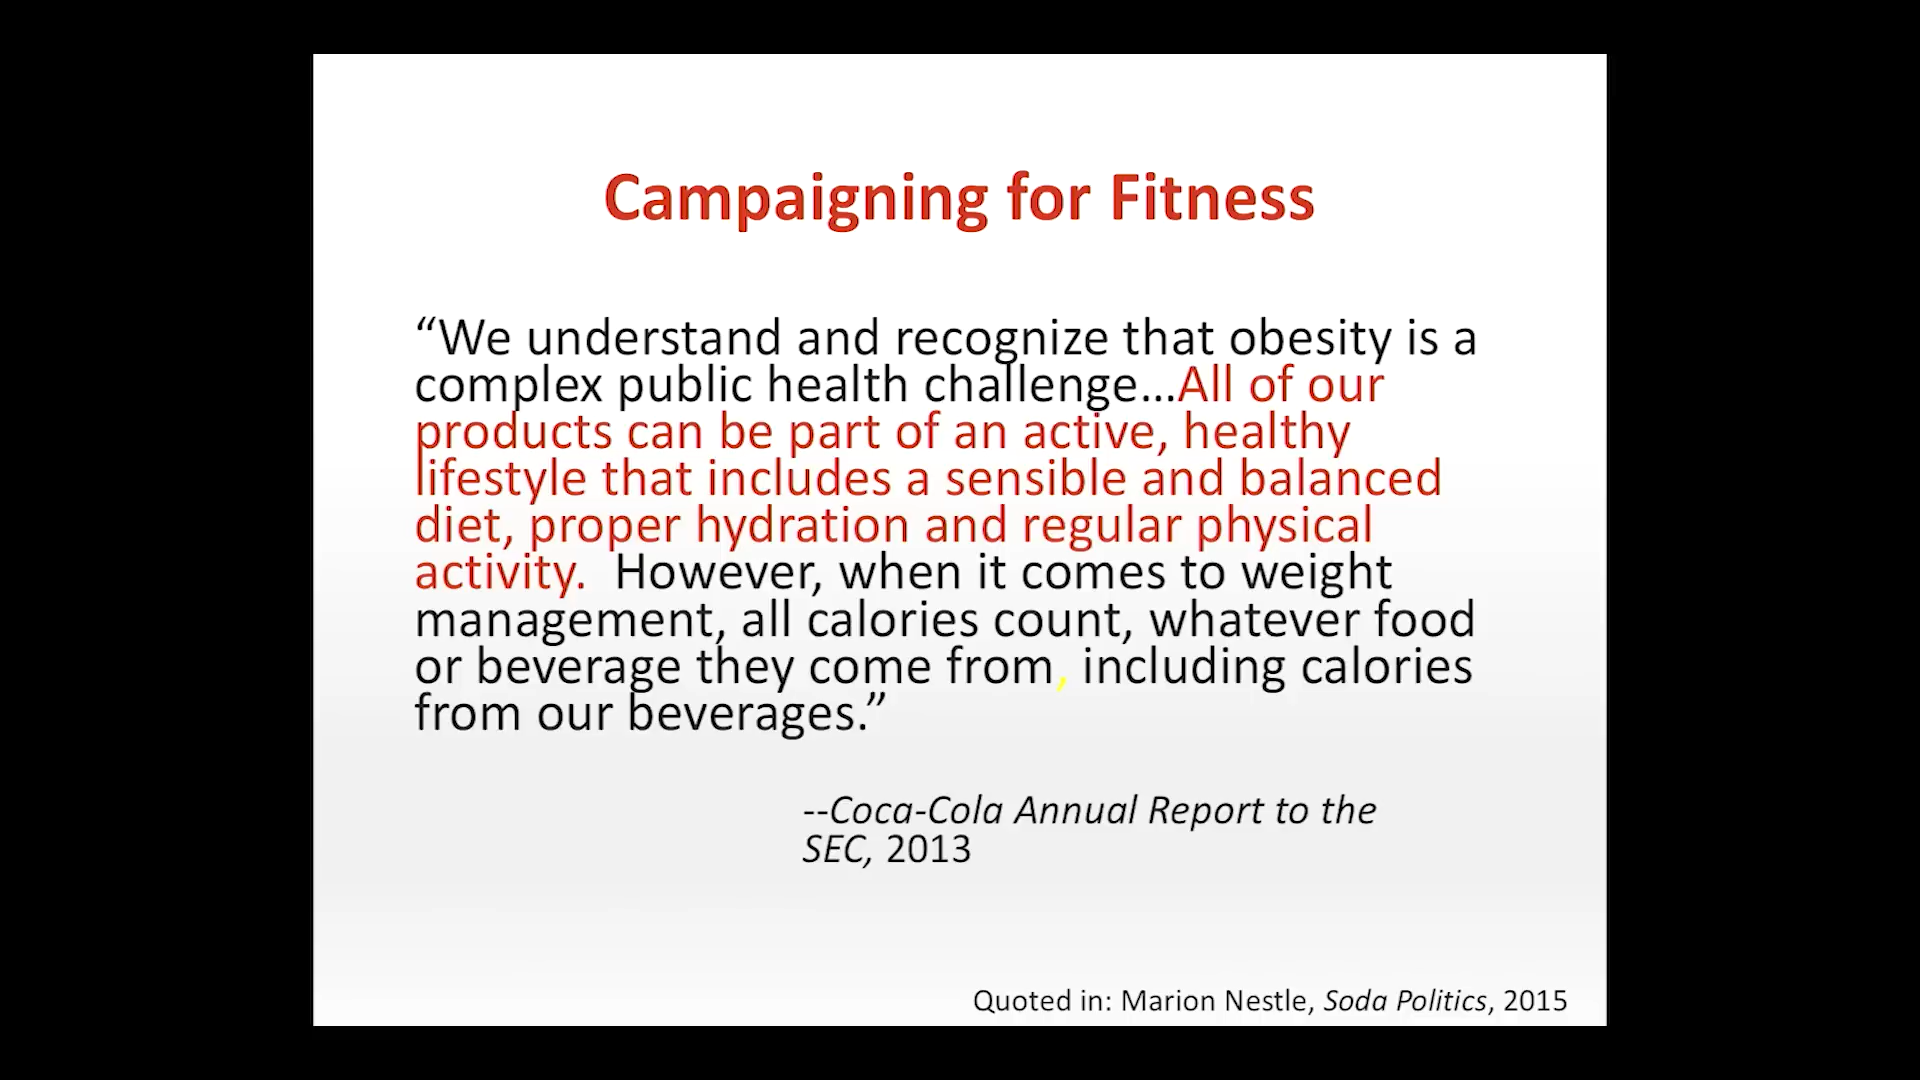 Campaigning for Fitness
“We understand and recognize that obesity is a
complex public health challenge...All of our
products can be part of an active, healthy
lifestyle that includes a sensible and balanced
diet, proper hydration and regular physical
activity.  However, when it comes to weight
management, all calories count, whatever food
or beverage they come from, including calories
from our beverages.”
--Coca-Cola Annual Report to the
SEC, 2013
Quoted in: Marion Nestle, Soda Politics, 2015